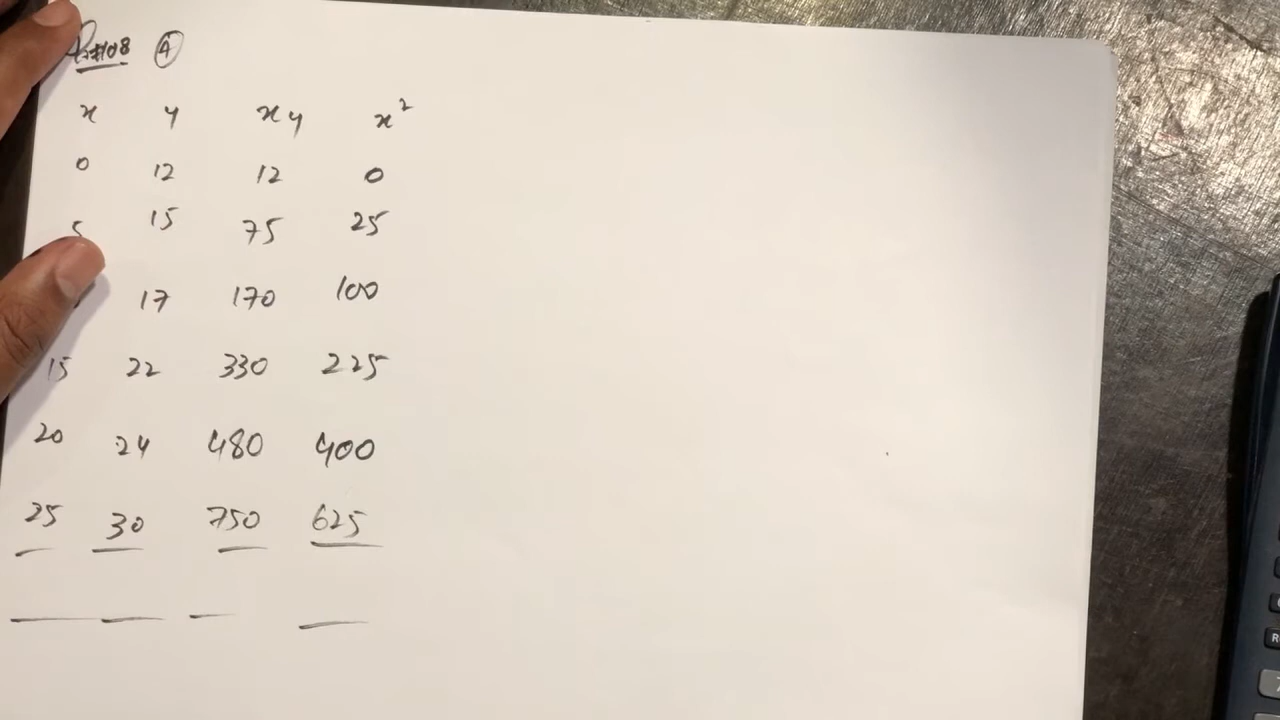 #108 A
x y xy x²
0 12 12 0
5 15 75 25
17 170 100
15 22 330 225
20 24 480 400
25 30 750 625